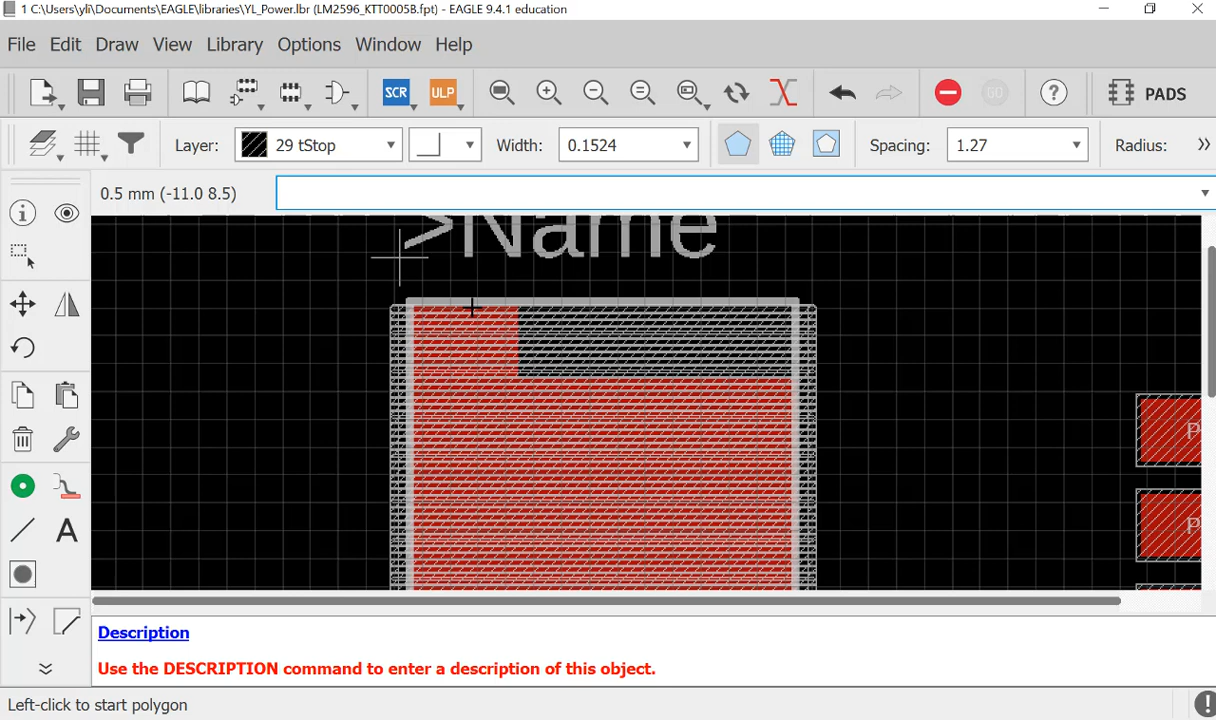 1 C:\Users\yli\Documents\EAGLE\libraries\YL_Power.lbr (LM2596_KTT0005B.fpt) - EAGLE 9.4.1 education
File Edit Draw View Library Options Window Help
SCR ULP GO ? PADS
Layer: 29 tStop Width: 0.1524 Spacing: 1.27 Radius: »
0.5 mm (-11.0 8.5)
>Name
P
P
Description
Use the DESCRIPTION command to enter a description of this object.
Left-click to start polygon